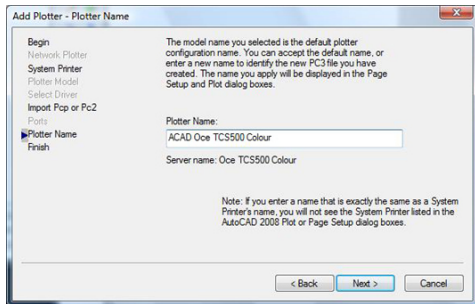 Add Plotter - Plotter Name
Begin
Network Plotter
System Printer
Plotter Model
Select Driver
Import Pcp or Pc2
Ports
Plotter Name
Finish
The model name you selected is the default plotter
configuration name. You can accept the default name, or
enter a new name to identify the new PC3 file you have
created. The name you apply will be displayed in the Page
Setup and Plot dialog boxes.
Plotter Name:
ACAD Oce TCS500 Colour
Server name: Oce TCS500 Colour
Note: If you enter a name that is exactly the same as a System
Printer's name, you will not see the System Printer listed in the
AutoCAD 2008 Plot or Page Setup dialog boxes.
< Back
Next >
Cancel